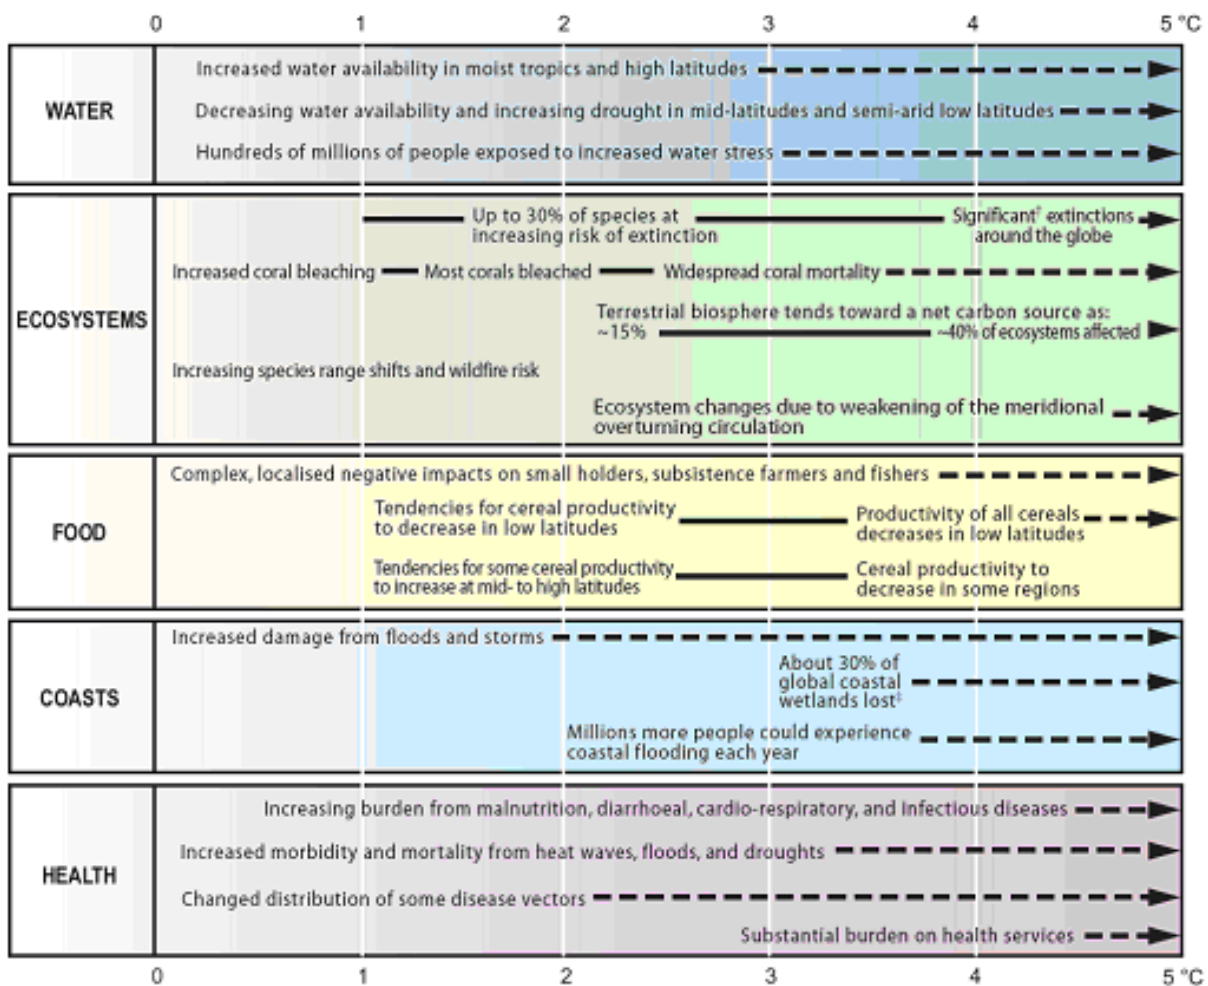 0 1 2 3 4 5 °C
WATER
Increased water availability in moist tropics and high latitudes
Decreasing water availability and increasing drought in mid-latitudes and semi-arid low latitudes
Hundreds of millions of people exposed to increased water stress
ECOSYSTEMS
Up to 30% of species at
increasing risk of extinction
Significant† extinctions
around the globe
Increased coral bleaching
Most corals bleached
Widespread coral mortality
Terrestrial biosphere tends toward a net carbon source as:
~15%
~40% of ecosystems affected
Increasing species range shifts and wildfire risk
Ecosystem changes due to weakening of the meridional
overturning circulation
FOOD
Complex, localised negative impacts on small holders, subsistence farmers and fishers
Tendencies for cereal productivity
to decrease in low latitudes
Productivity of all cereals
decreases in low latitudes
Tendencies for some cereal productivity
to increase at mid- to high latitudes
Cereal productivity to
decrease in some regions
COASTS
Increased damage from floods and storms
About 30% of
global coastal
wetlands lost‡
Millions more people could experience
coastal flooding each year
HEALTH
Increasing burden from malnutrition, diarrhoeal, cardio-respiratory, and infectious diseases
Increased morbidity and mortality from heat waves, floods, and droughts
Changed distribution of some disease vectors
Substantial burden on health services
0 1 2 3 4 5 °C